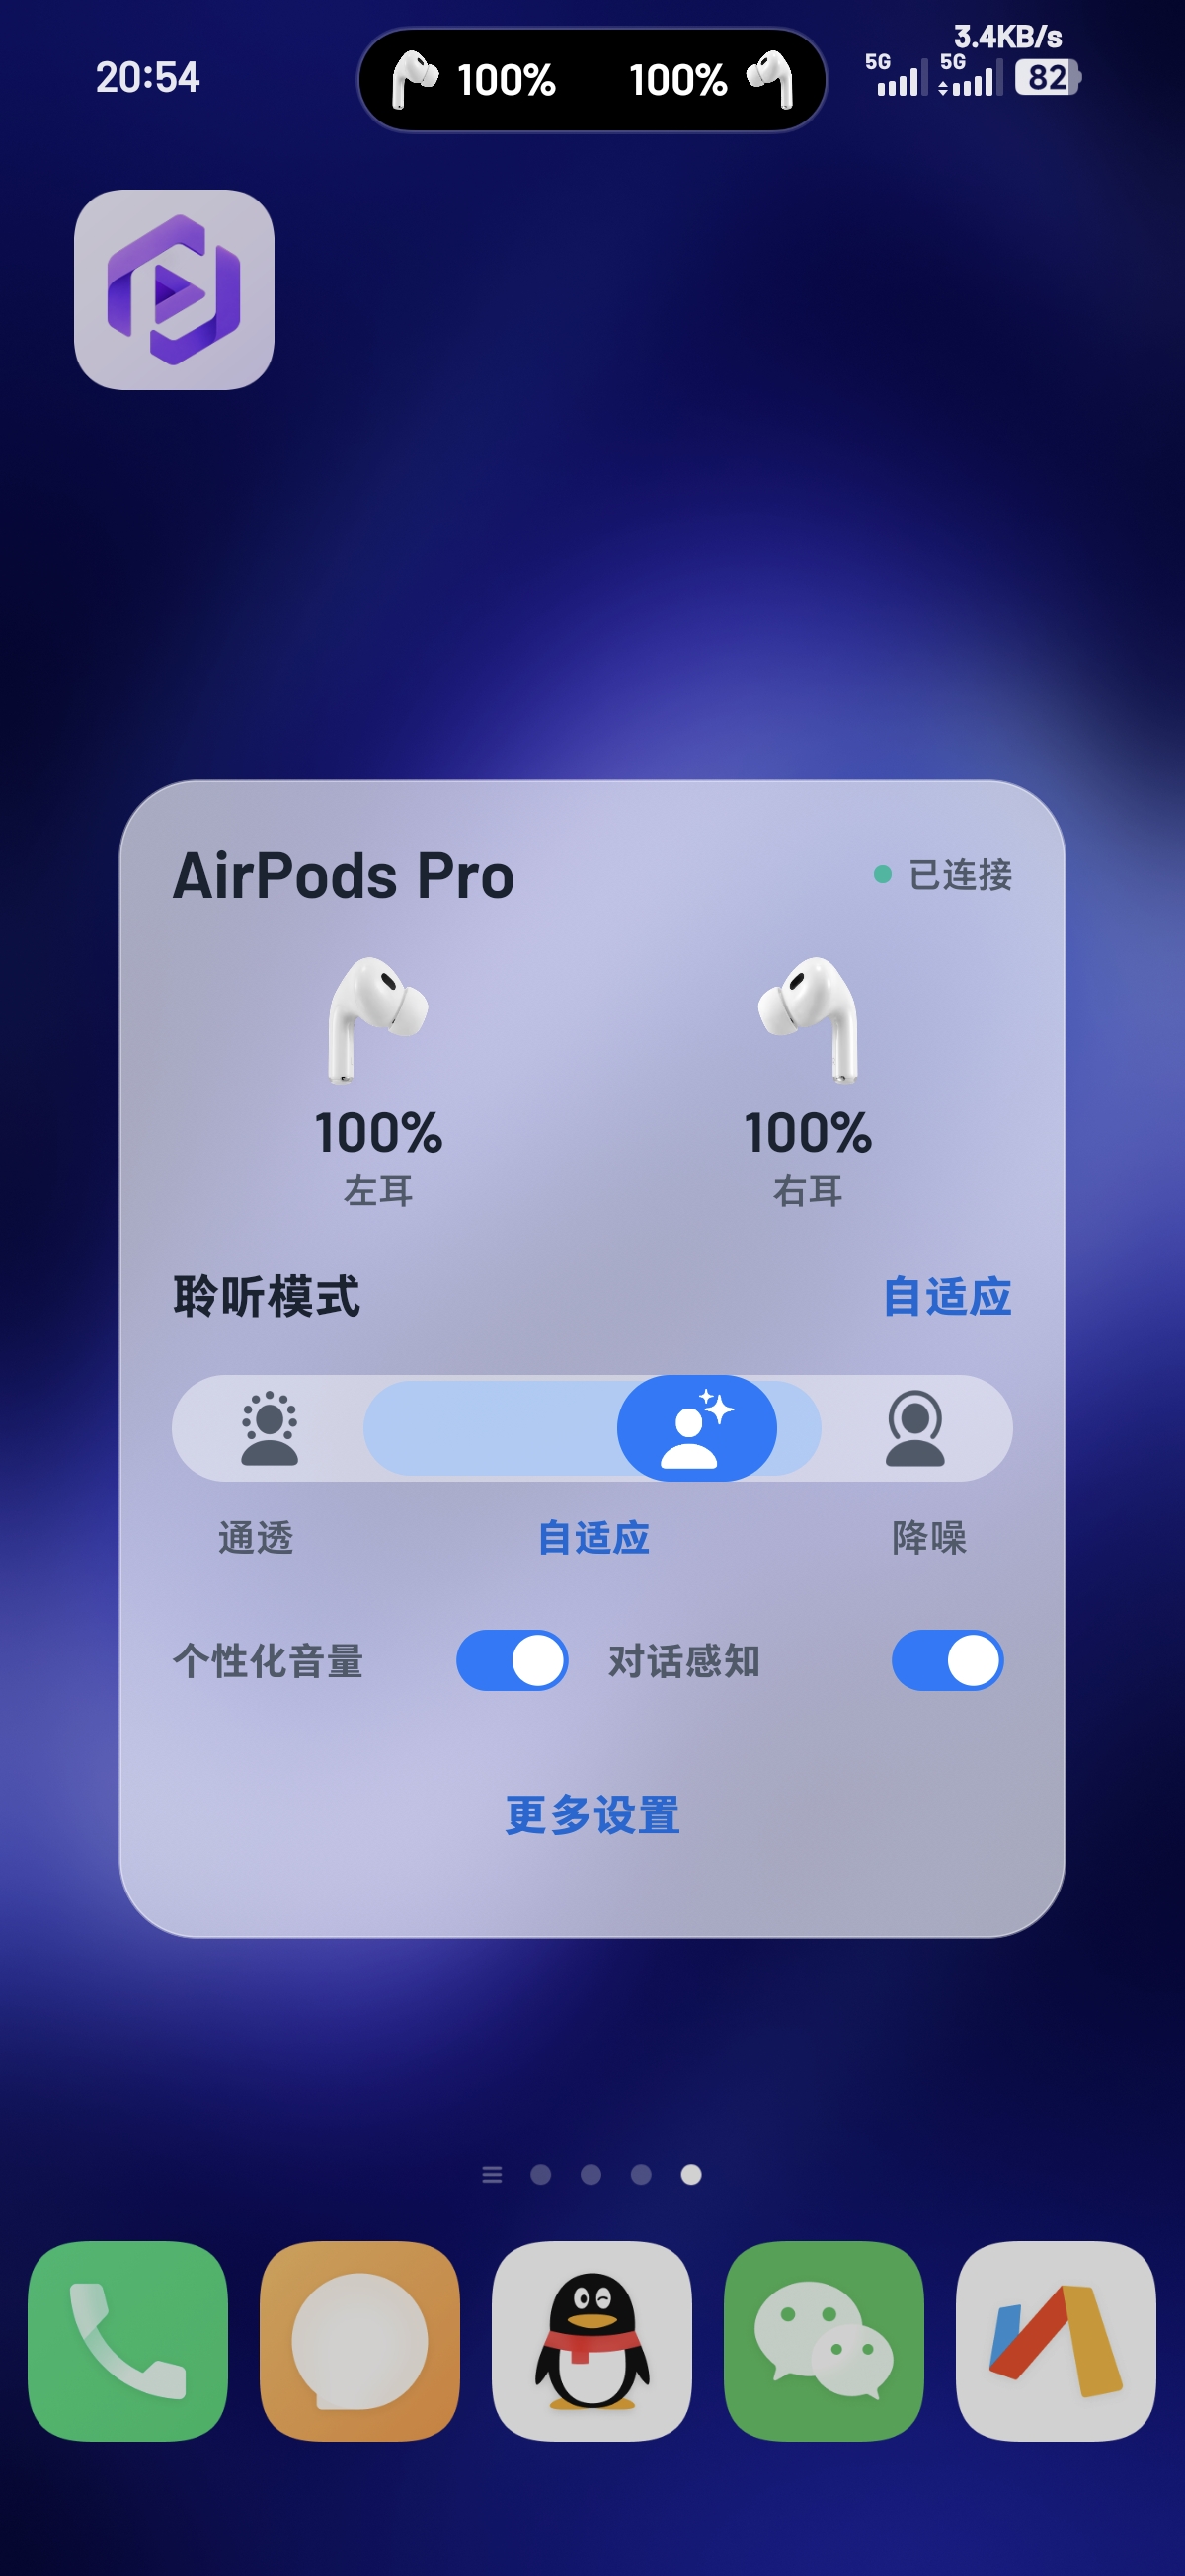 20:54
100%
100%
3.4KB/s
5G
5G
82
AirPods Pro
已连接
100%
100%
左耳
右耳
聆听模式
自适应
通透
自适应
降噪
个性化音量
对话感知
更多设置